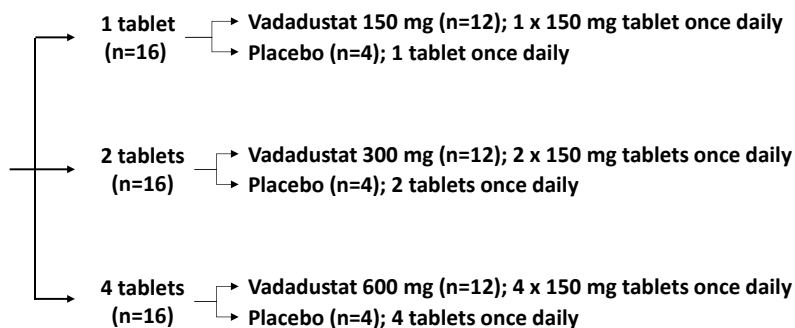 1 tablet
(n=16)
Vadadustat 150 mg (n=12); 1 x 150 mg tablet once daily
Placebo (n=4); 1 tablet once daily
2 tablets
(n=16)
Vadadustat 300 mg (n=12); 2 x 150 mg tablets once daily
Placebo (n=4); 2 tablets once daily
4 tablets
(n=16)
Vadadustat 600 mg (n=12); 4 x 150 mg tablets once daily
Placebo (n=4); 4 tablets once daily